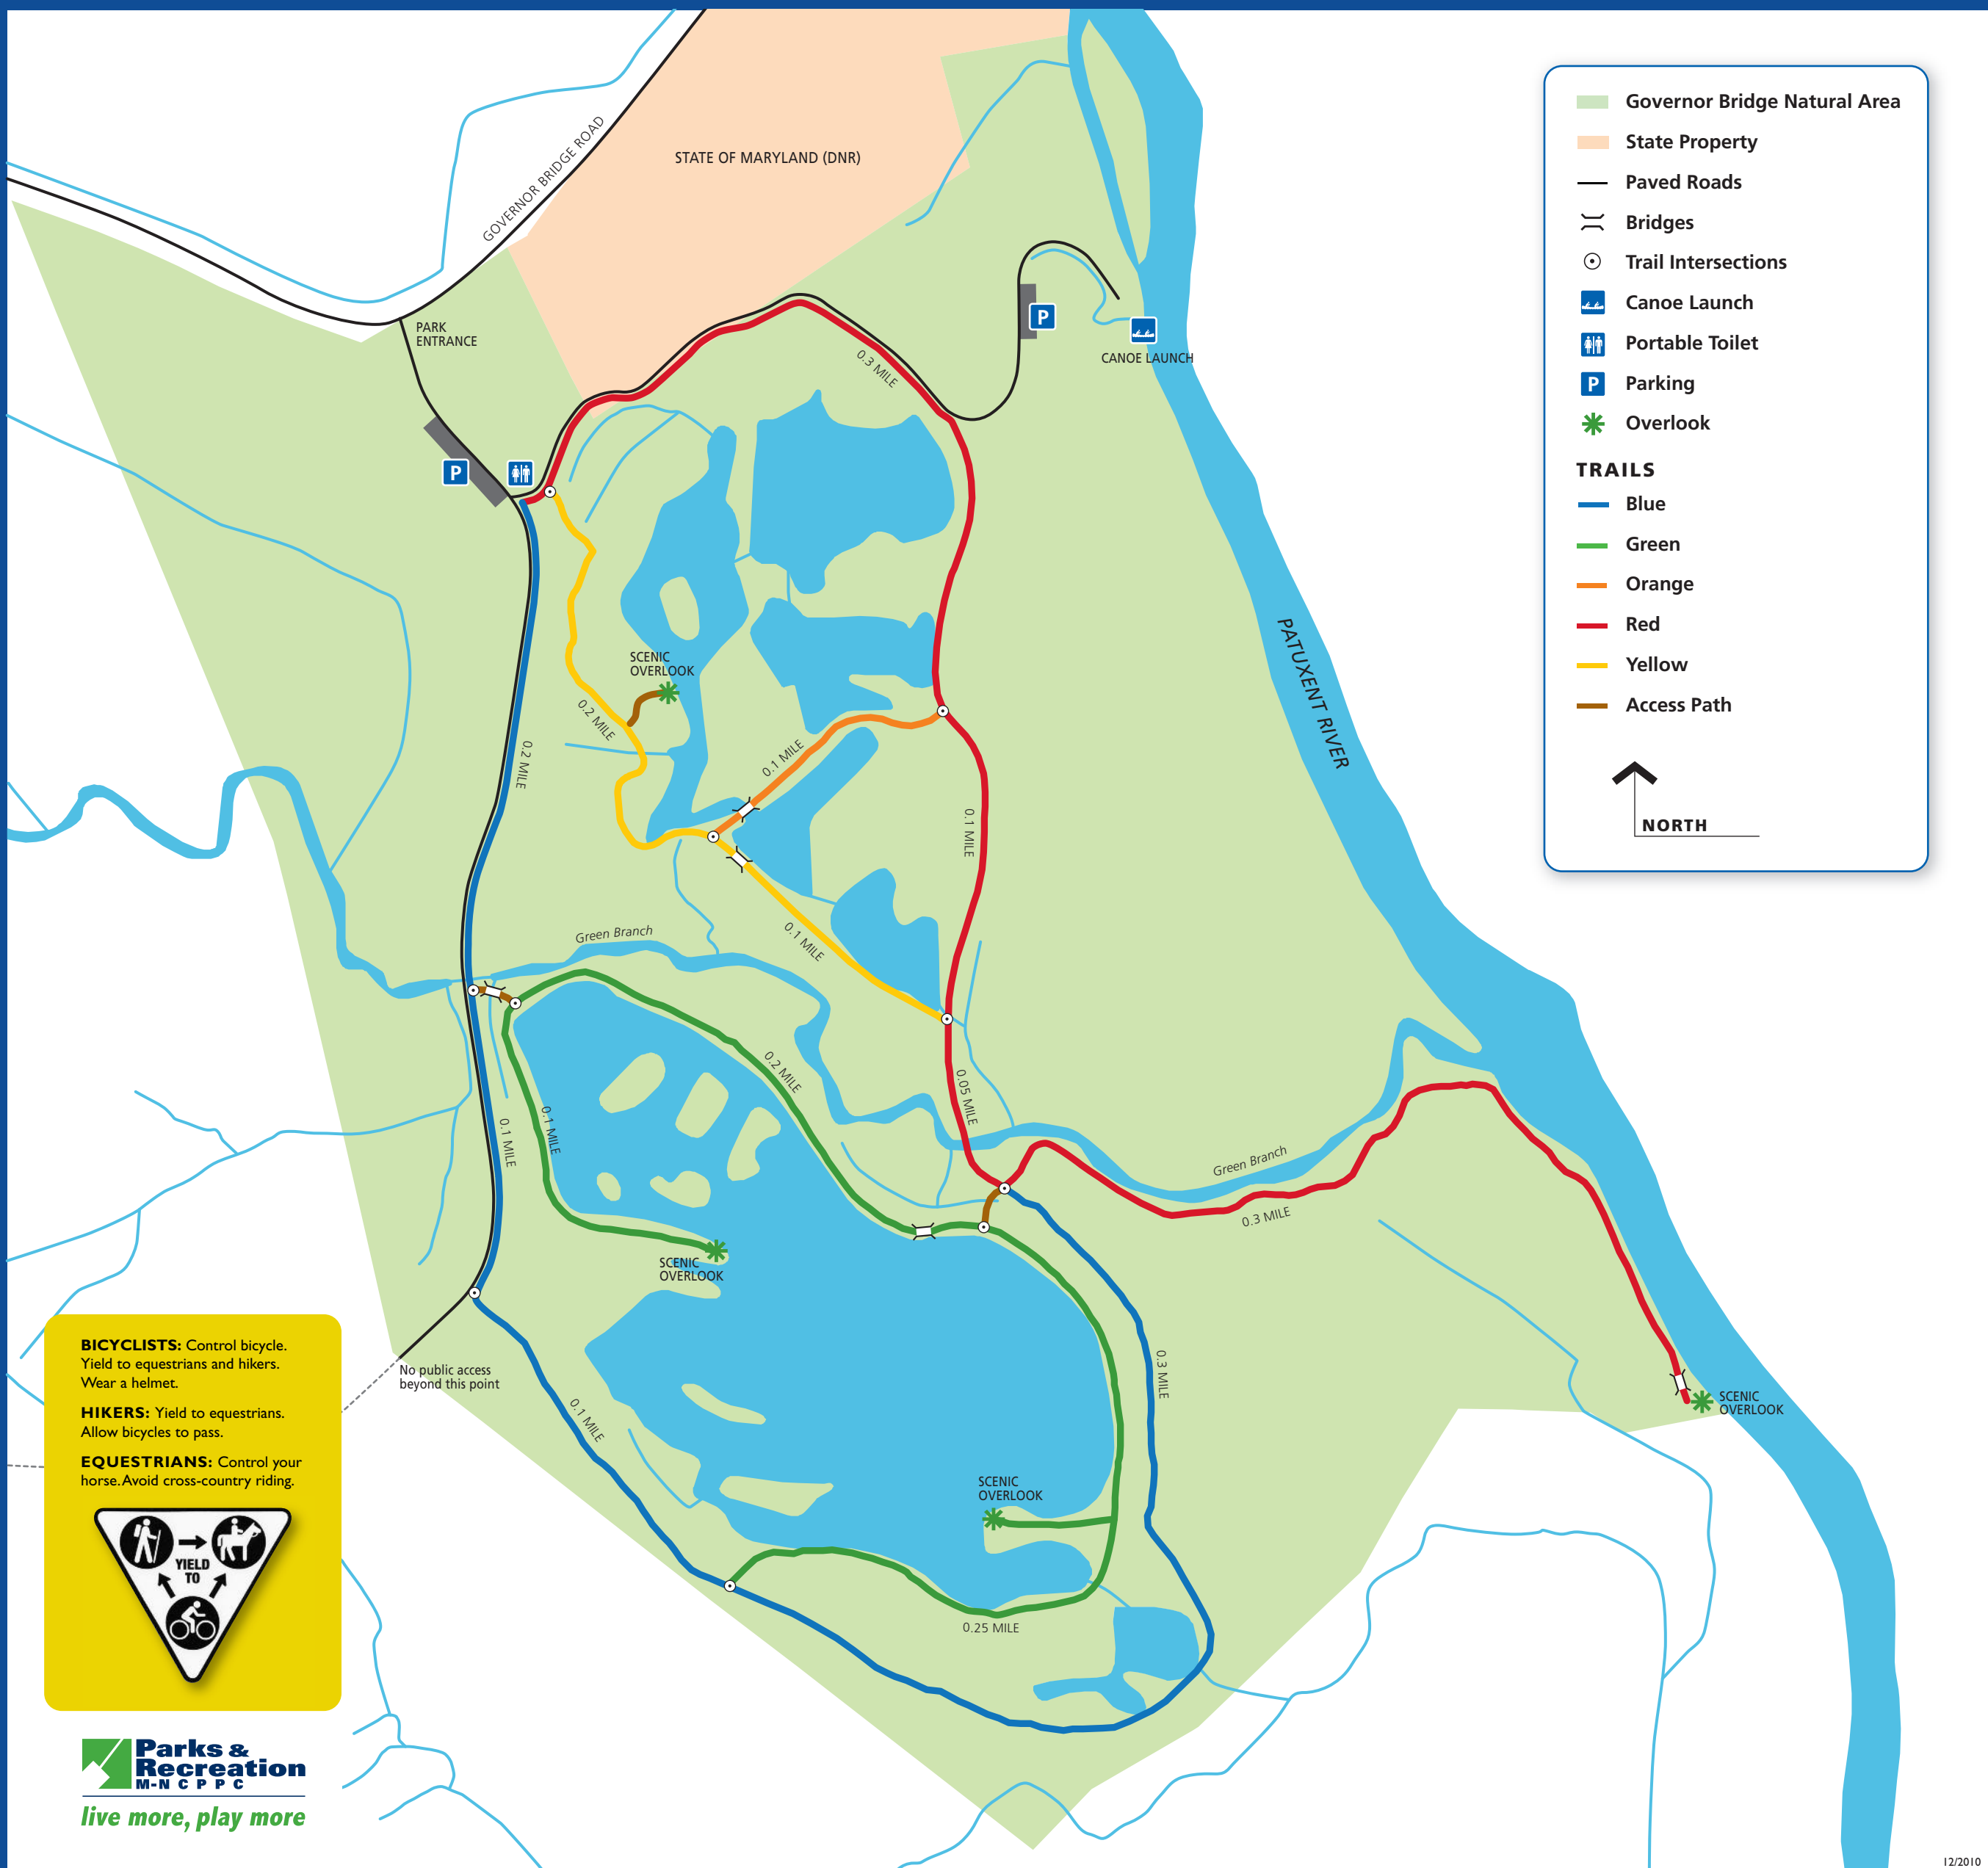 GOVERNOR BRIDGE ROAD
STATE OF MARYLAND (DNR)
PARK
ENTRANCE
P
P
CANOE LAUNCH
0.3 MILE
SCENIC
OVERLOOK
0.2 MILE
0.2 MILE
0.1 MILE
0.1 MILE
PATUXENT RIVER
0.1 MILE
Green Branch
0.2 MILE
0.05 MILE
0.1 MILE
0.1 MILE
Green Branch
0.3 MILE
SCENIC
OVERLOOK
No public access
beyond this point
0.3 MILE
0.1 MILE
SCENIC
OVERLOOK
SCENIC
OVERLOOK
0.25 MILE
Governor Bridge Natural Area
State Property
Paved Roads
Bridges
Trail Intersections
Canoe Launch
Portable Toilet
P Parking
Overlook
TRAILS
Blue
Green
Orange
Red
Yellow
Access Path
NORTH
BICYCLISTS: Control bicycle.
Yield to equestrians and hikers.
Wear a helmet.
HIKERS: Yield to equestrians.
Allow bicycles to pass.
EQUESTRIANS: Control your
horse. Avoid cross-country riding.
YIELD
TO
Parks &
Recreation
M-NCPPC
live more, play more
12/2010